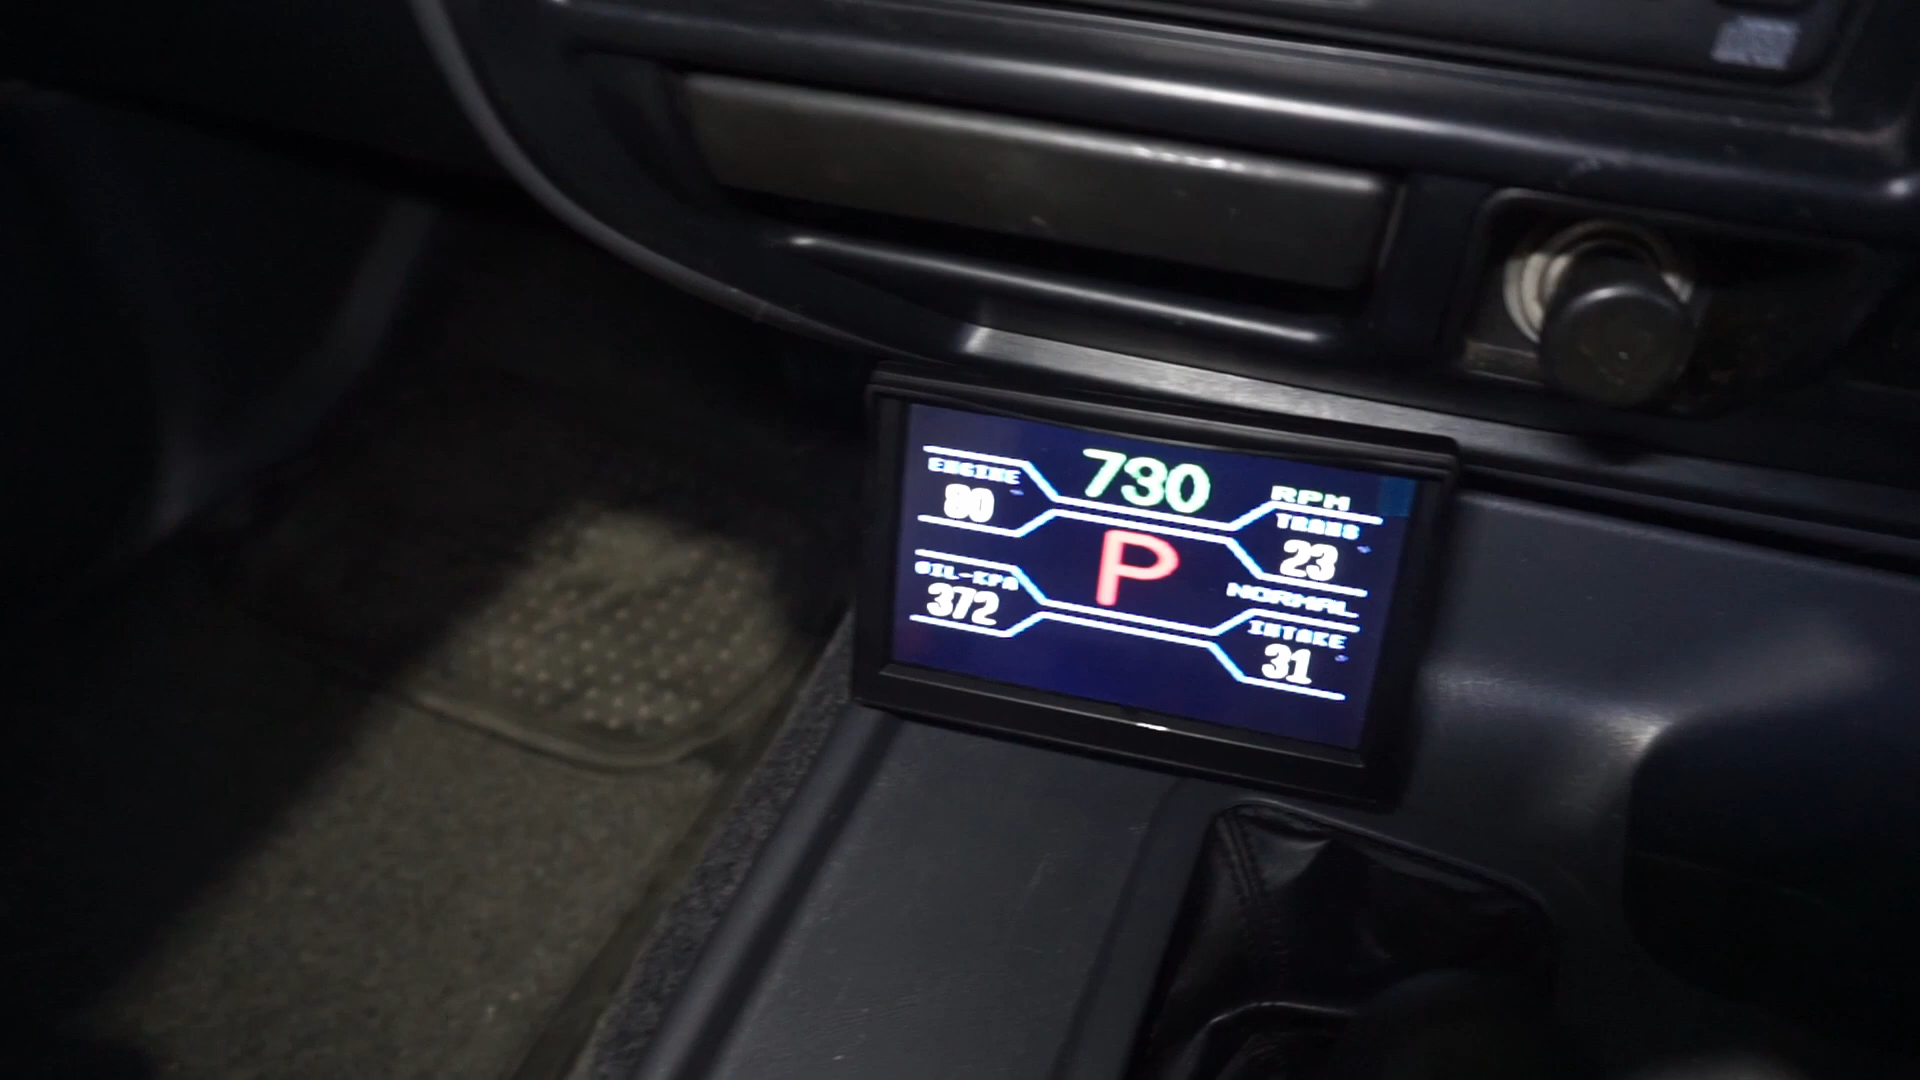 730
RPM
ENGINE
80
TRANS
23
P
OIL-KPA
372
NORMAL
INTAKE
31